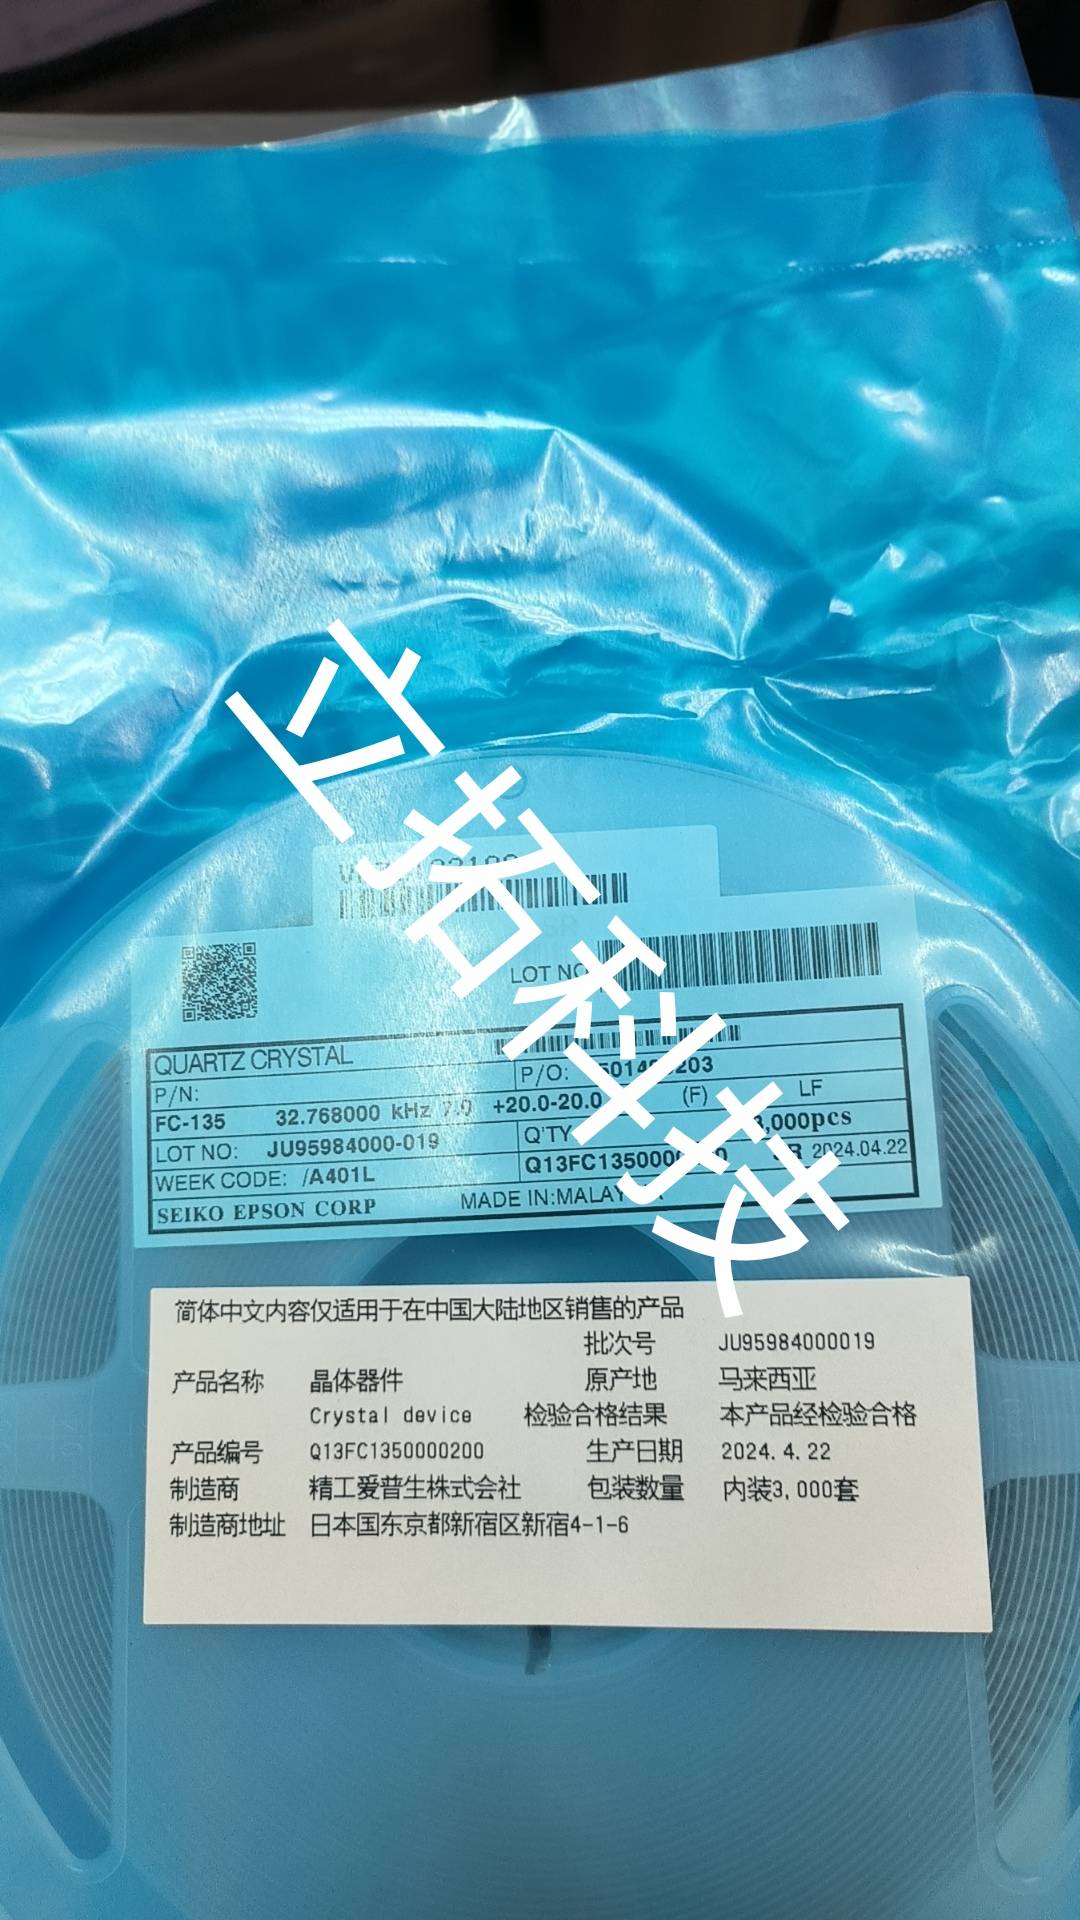 立拓科技
LOT NO
QUARTZ CRYSTAL
P/N:
P/O:
FC-135 32.768000 kHz 7.0 +20.0-20.0 (F) LF
LOT NO: JU95984000-019 Q'TY 3,000pcs
WEEK CODE: /A401L 2024.04.22
SEIKO EPSON CORP MADE IN:
简体中文内容仅适用于在中国大陆地区销售的产品
批次号 JU95984000019
产品名称 晶体器件 原产地 马来西亚
Crystal device 检验合格结果 本产品经检验合格
产品编号 Q13FC1350000200 生产日期 2024.4.22
制造商 精工爱普生株式会社 包装数量 内装3,000套
制造商地址 日本国东京都新宿区新宿4-1-6